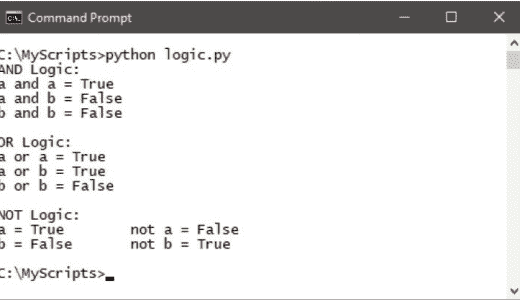 Command Prompt
C:\MyScripts>python logic.py
AND Logic:
a and a = True
a and b = False
b and b = False
OR Logic:
a or a = True
a or b = True
b or b = False
NOT Logic:
a = True        not a = False
b = False       not b = True
C:\MyScripts>